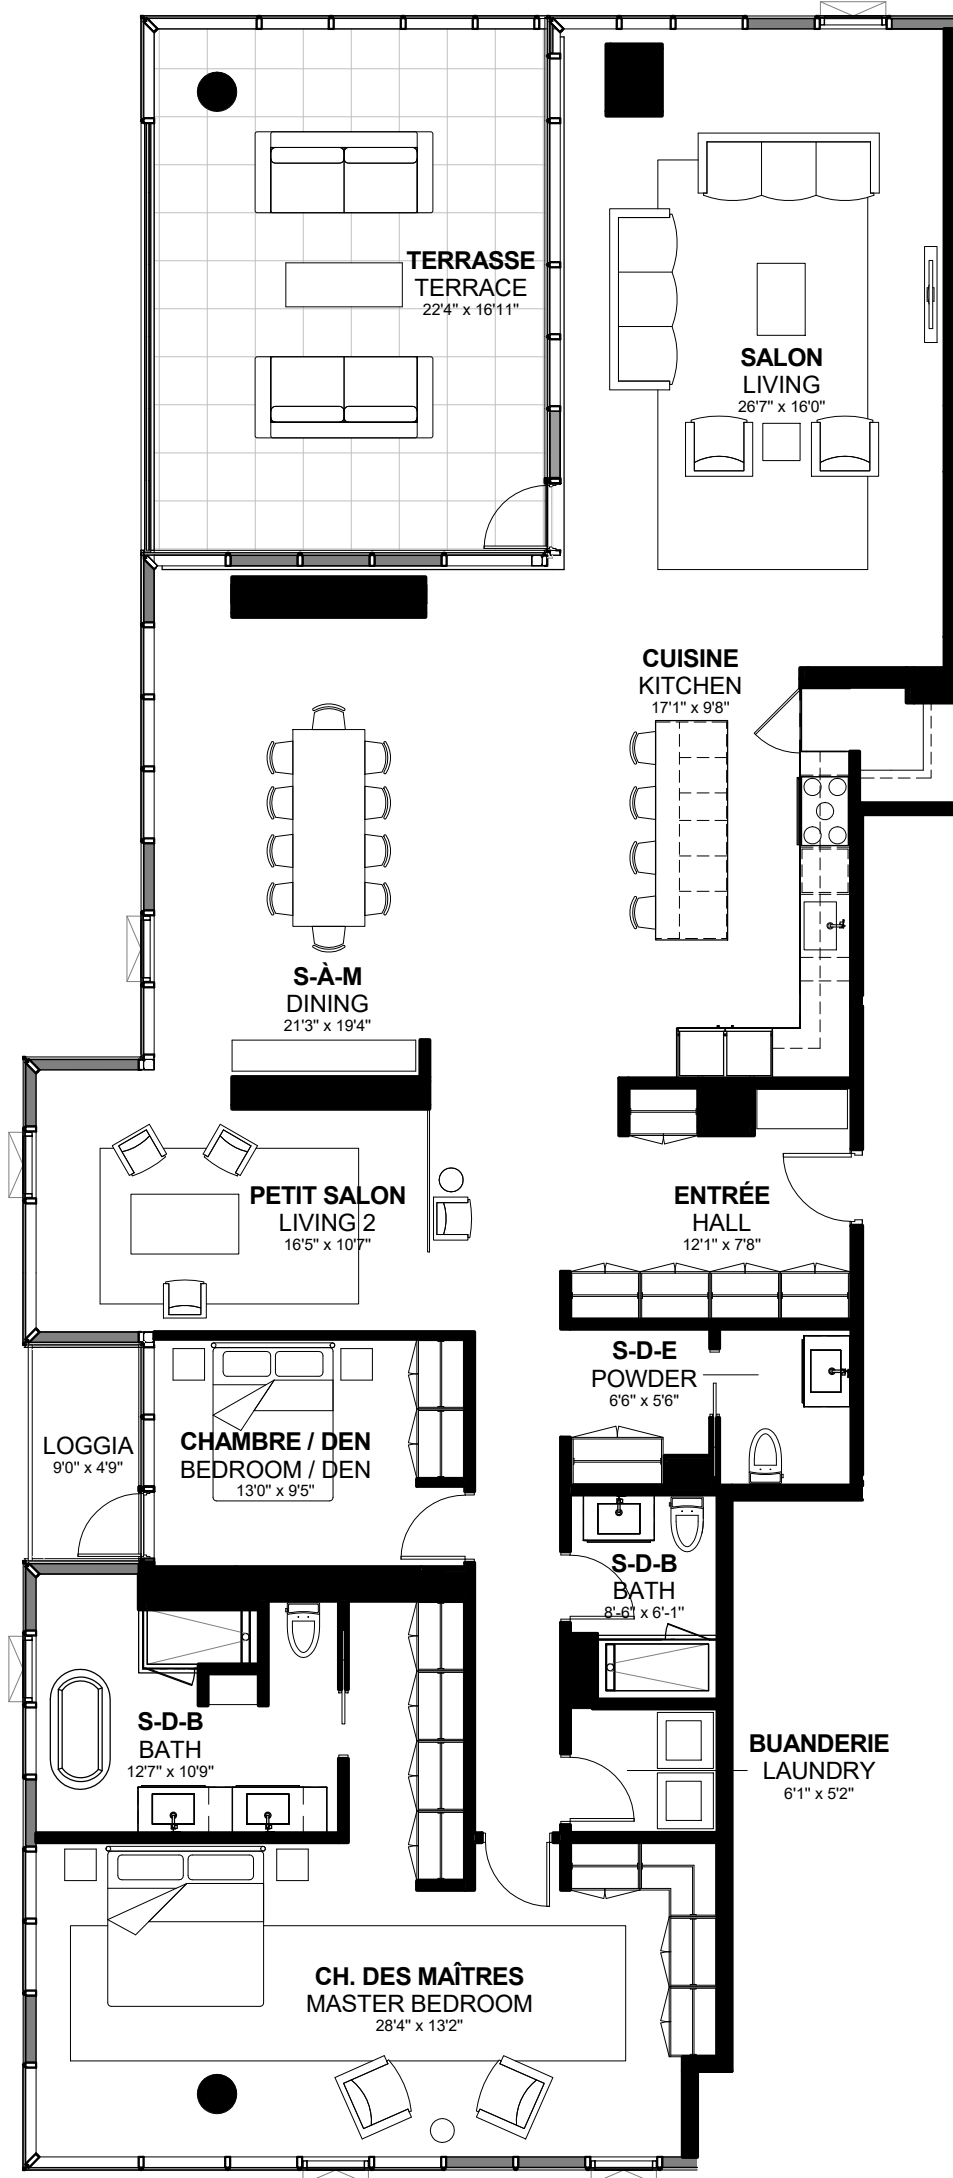 TERRASSE
TERRACE
22'4" x 16'11"
SALON
LIVING
26'7" x 16'0"
CUISINE
KITCHEN
17'1" x 9'8"
S-À-M
DINING
21'3" x 19'4"
PETIT SALON
LIVING 2
16'5" x 10'7"
ENTRÉE
HALL
12'1" x 7'8"
S-D-E
POWDER
6'6" x 5'6"
LOGGIA
9'0" x 4'9"
CHAMBRE / DEN
BEDROOM / DEN
13'0" x 9'5"
S-D-B
BATH
8'-6" x 6'-1"
S-D-B
BATH
12'7" x 10'9"
BUANDERIE
LAUNDRY
6'1" x 5'2"
CH. DES MAÎTRES
MASTER BEDROOM
28'4" x 13'2"